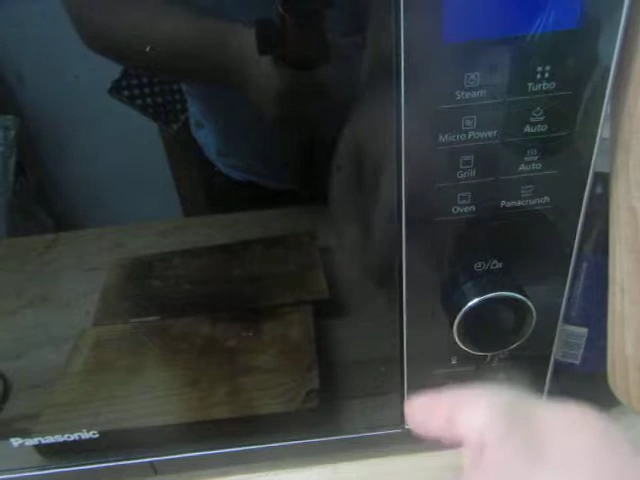 Steam Turbo
Micro Power Auto
Grill Auto
Oven Panacrunch
Panasonic